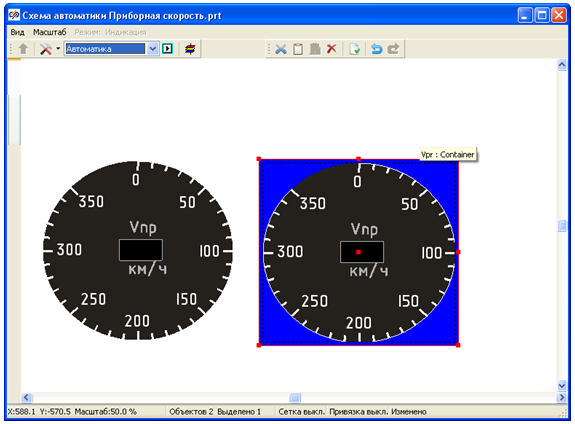 Схема автоматики Приборная скорость.prt
Вид Масштаб Режим: Индикация
Автоматика
Vpr : Container
0
50
100
150
200
250
300
350
Vпр
км/ч
0
50
100
150
200
250
300
350
Vпр
км/ч
X:588.1 Y:-570.5 Масштаб:50.0 % Объектов 2 Выделено 1 Сетка выкл. Привязка выкл. Изменено